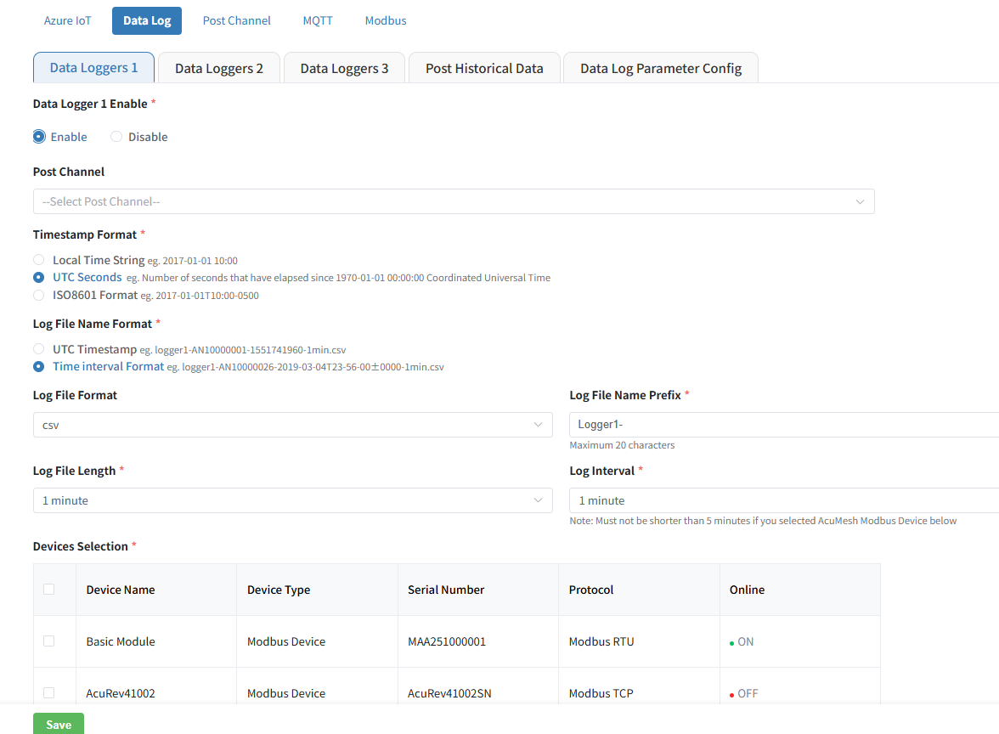 Azure IoT Data Log Post Channel MQTT Modbus
Data Loggers 1 Data Loggers 2 Data Loggers 3 Post Historical Data Data Log Parameter Config
Data Logger 1 Enable *
Enable Disable
Post Channel
--Select Post Channel--
Timestamp Format *
Local Time String eg. 2017-01-01 10:00
UTC Seconds eg. Number of seconds that have elapsed since 1970-01-01 00:00:00 Coordinated Universal Time
ISO8601 Format eg. 2017-01-01T10:00-0500
Log File Name Format *
UTC Timestamp eg. logger1-AN10000001-1551741960-1min.csv
Time interval Format eg. logger1-AN10000026-2019-03-04T23-56-00±0000-1min.csv
Log File Format Log File Name Prefix *
csv Logger1-
Maximum 20 characters
Log File Length * Log Interval *
1 minute 1 minute
Note: Must not be shorter than 5 minutes if you selected AcuMesh Modbus Device below
Devices Selection *
Device Name Device Type Serial Number Protocol Online
Basic Module Modbus Device MAA251000001 Modbus RTU ON
AcuRev41002 Modbus Device AcuRev41002SN Modbus TCP OFF
Save